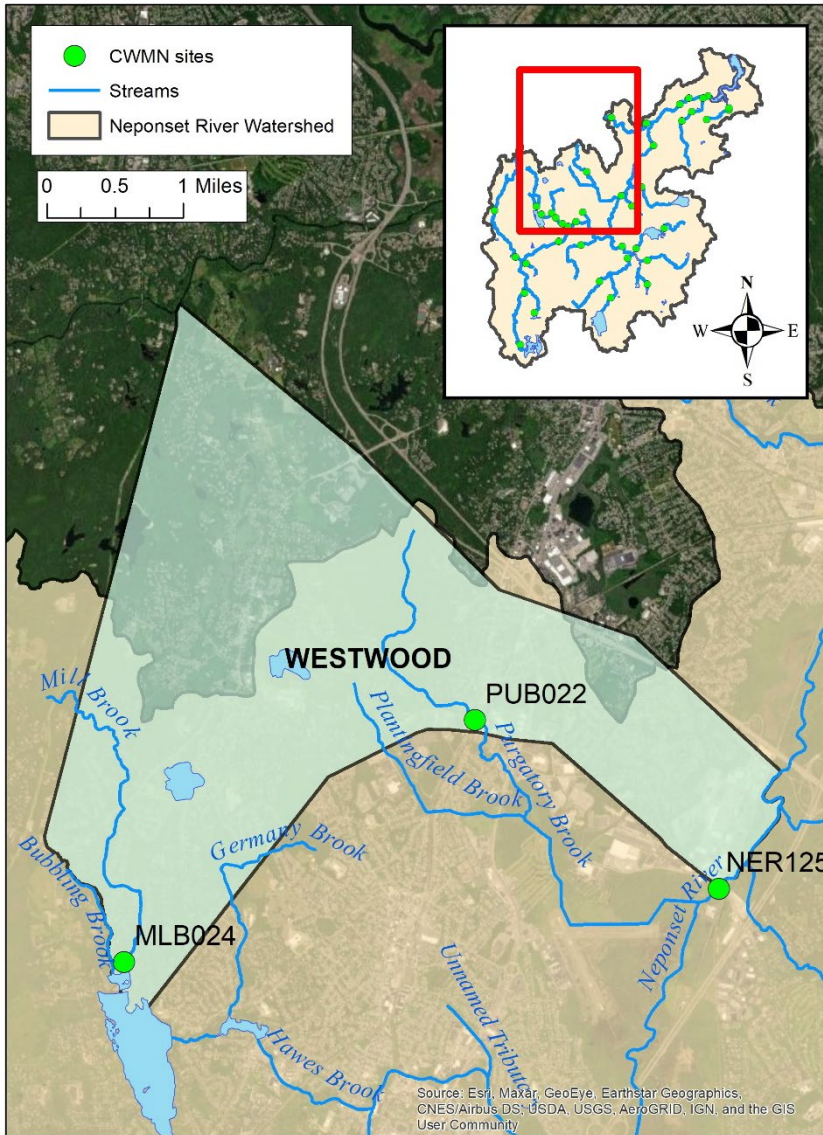 CWMN sites
Streams
Neponset River Watershed
0 0.5 1 Miles
N
W E
S
WESTWOOD
Mill Brook
PUB022
Plantingfield Brook
Purgatory Brook
Germany Brook
Bubbling Brook
NER125
MLB024
Neponset River
Unnamed Tributary
Hawes Brook
Source: Esri, Maxar, GeoEye, Earthstar Geographics,
CNES/Airbus DS, USDA, USGS, AeroGRID, IGN, and the GIS
User Community